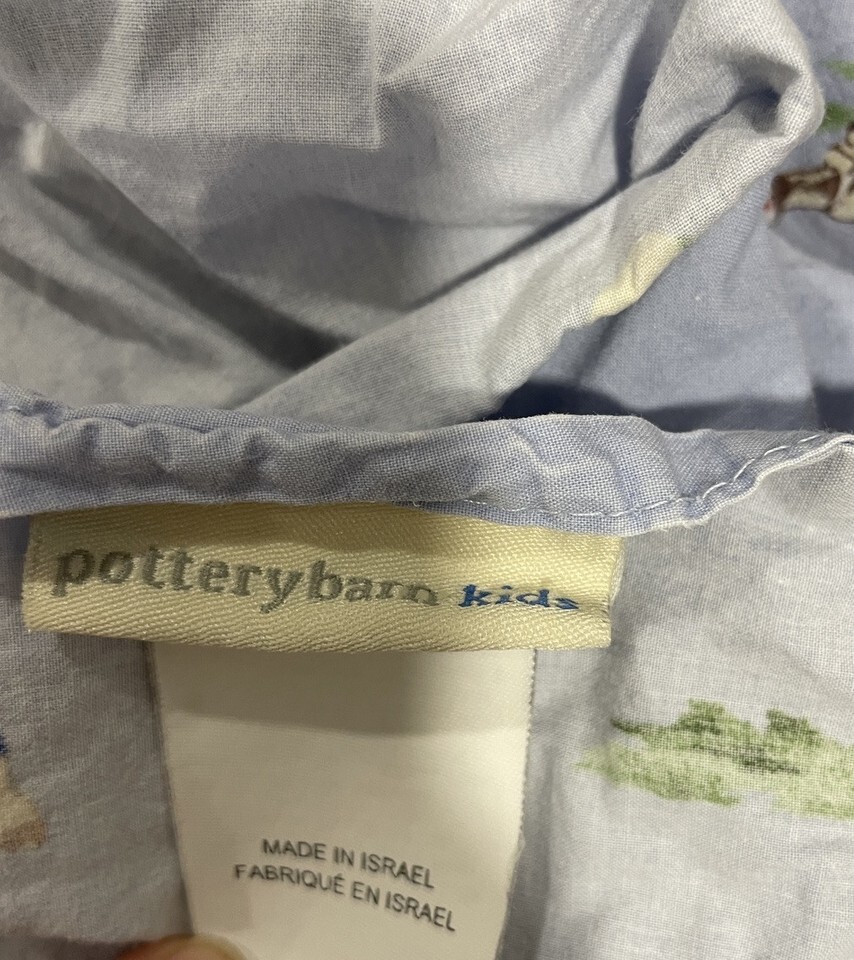 potterybarn kids
MADE IN ISRAEL
FABRIQUÉ EN ISRAEL